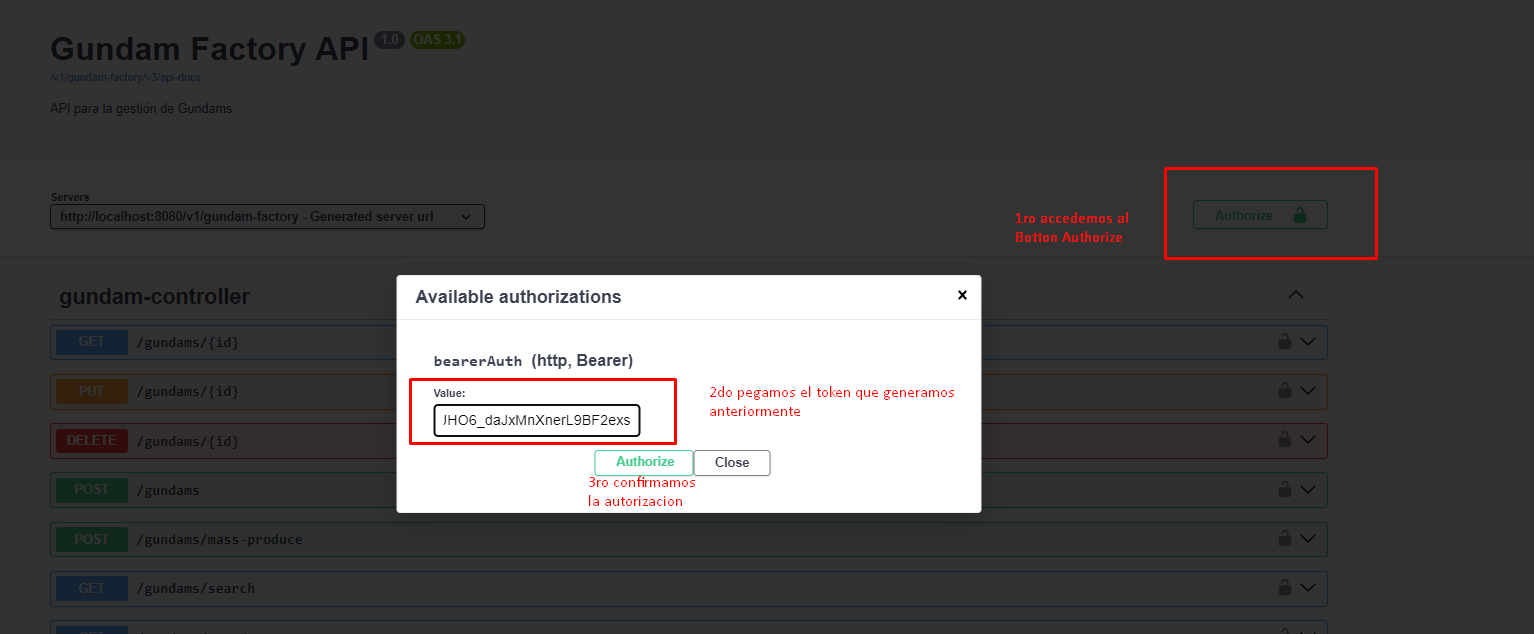 Gundam Factory API 1.0 OAS 3.1
/v1/gundam-factory/v3/api-docs
API para la gestión de Gundams
Servers
http://localhost:8080/v1/gundam-factory - Generated server url
1ro accedemos al
Botton Authorize
Authorize
gundam-controller
Available authorizations
bearerAuth (http, Bearer)
Value:
JHO6_daJxMnXnerL9BF2exs
2do pegamos el token que generamos
anteriormente
Authorize
Close
3ro confirmamos
la autorizacion
GET /gundams/{id}
PUT /gundams/{id}
DELETE /gundams/{id}
POST /gundams
POST /gundams/mass-produce
GET /gundams/search